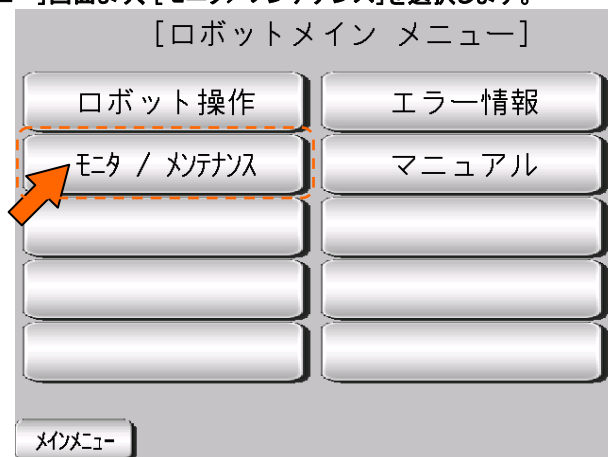 [ロボットメイン メニュー]
ロボット操作
エラー情報
ﾓﾆﾀ / ﾒﾝﾃﾅﾝｽ
マニュアル
ﾒｲﾝﾒﾆｭｰ